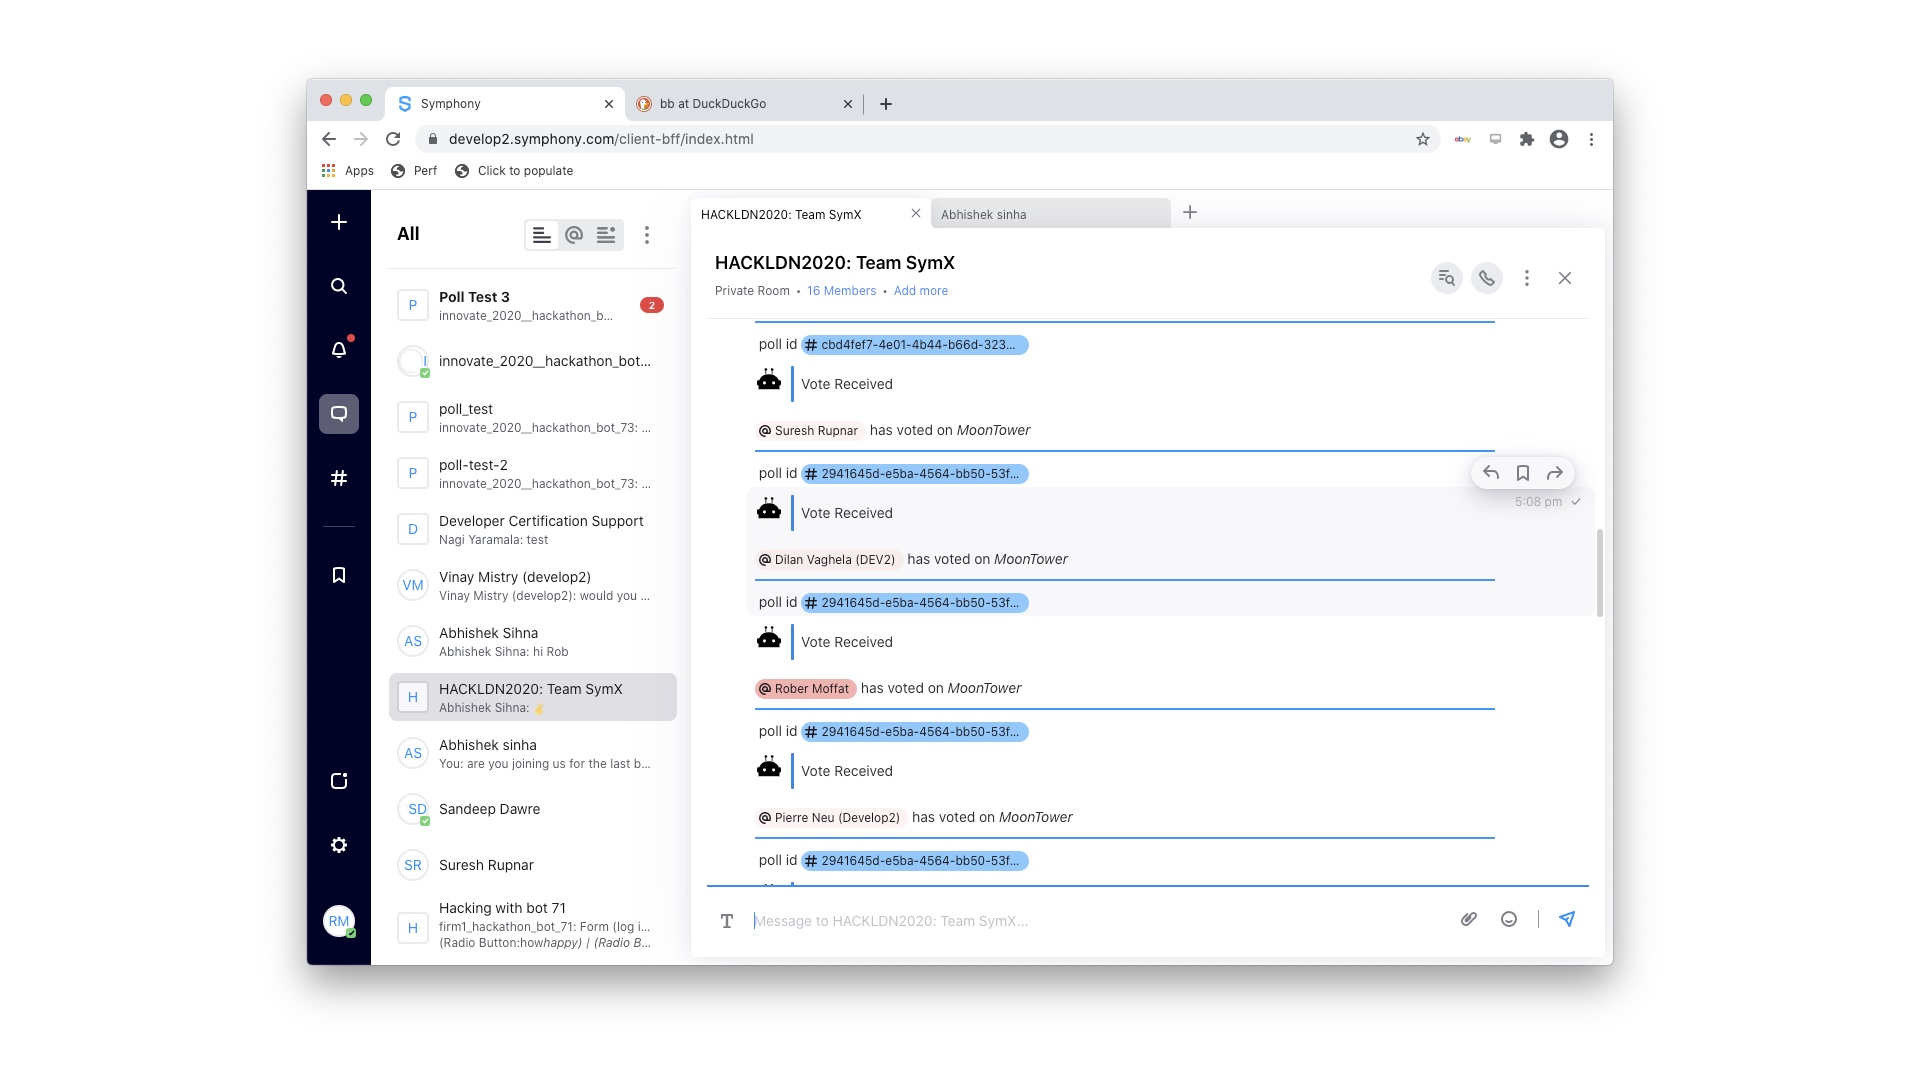 Symphony
bb at DuckDuckGo
develop2.symphony.com/client-bff/index.html
ebay
Apps
Perf
Click to populate
All
Poll Test 3
innovate_2020__hackathon_b...
2
I
innovate_2020__hackathon_bot...
P
poll_test
innovate_2020__hackathon_bot_73: ...
P
poll-test-2
innovate_2020__hackathon_bot_73: ...
P
Developer Certification Support
Nagi Yaramala: test
D
Vinay Mistry (develop2)
Vinay Mistry (develop2): would you ...
VM
Abhishek Sihna
Abhishek Sihna: hi Rob
AS
HACKLDN2020: Team SymX
Abhishek Sihna: ✌
H
Abhishek sinha
You: are you joining us for the last b...
AS
SD
Sandeep Dawre
SR
Suresh Rupnar
Hacking with bot 71
firm1_hackathon_bot_71: Form (log i...
(Radio Button:howhappy) | (Radio B...
H
P
RM
HACKLDN2020: Team SymX
Abhishek sinha
HACKLDN2020: Team SymX
Private Room • 16 Members • Add more
poll id # cbd4fef7-4e01-4b44-b66d-323...
Vote Received
@ Suresh Rupnar has voted on MoonTower
poll id # 2941645d-e5ba-4564-bb50-53f...
5:08 pm
Vote Received
@ Dilan Vaghela (DEV2) has voted on MoonTower
poll id # 2941645d-e5ba-4564-bb50-53f...
Vote Received
@ Rober Moffat has voted on MoonTower
poll id # 2941645d-e5ba-4564-bb50-53f...
Vote Received
@ Pierre Neu (Develop2) has voted on MoonTower
poll id # 2941645d-e5ba-4564-bb50-53f...
T
Message to HACKLDN2020: Team SymX...